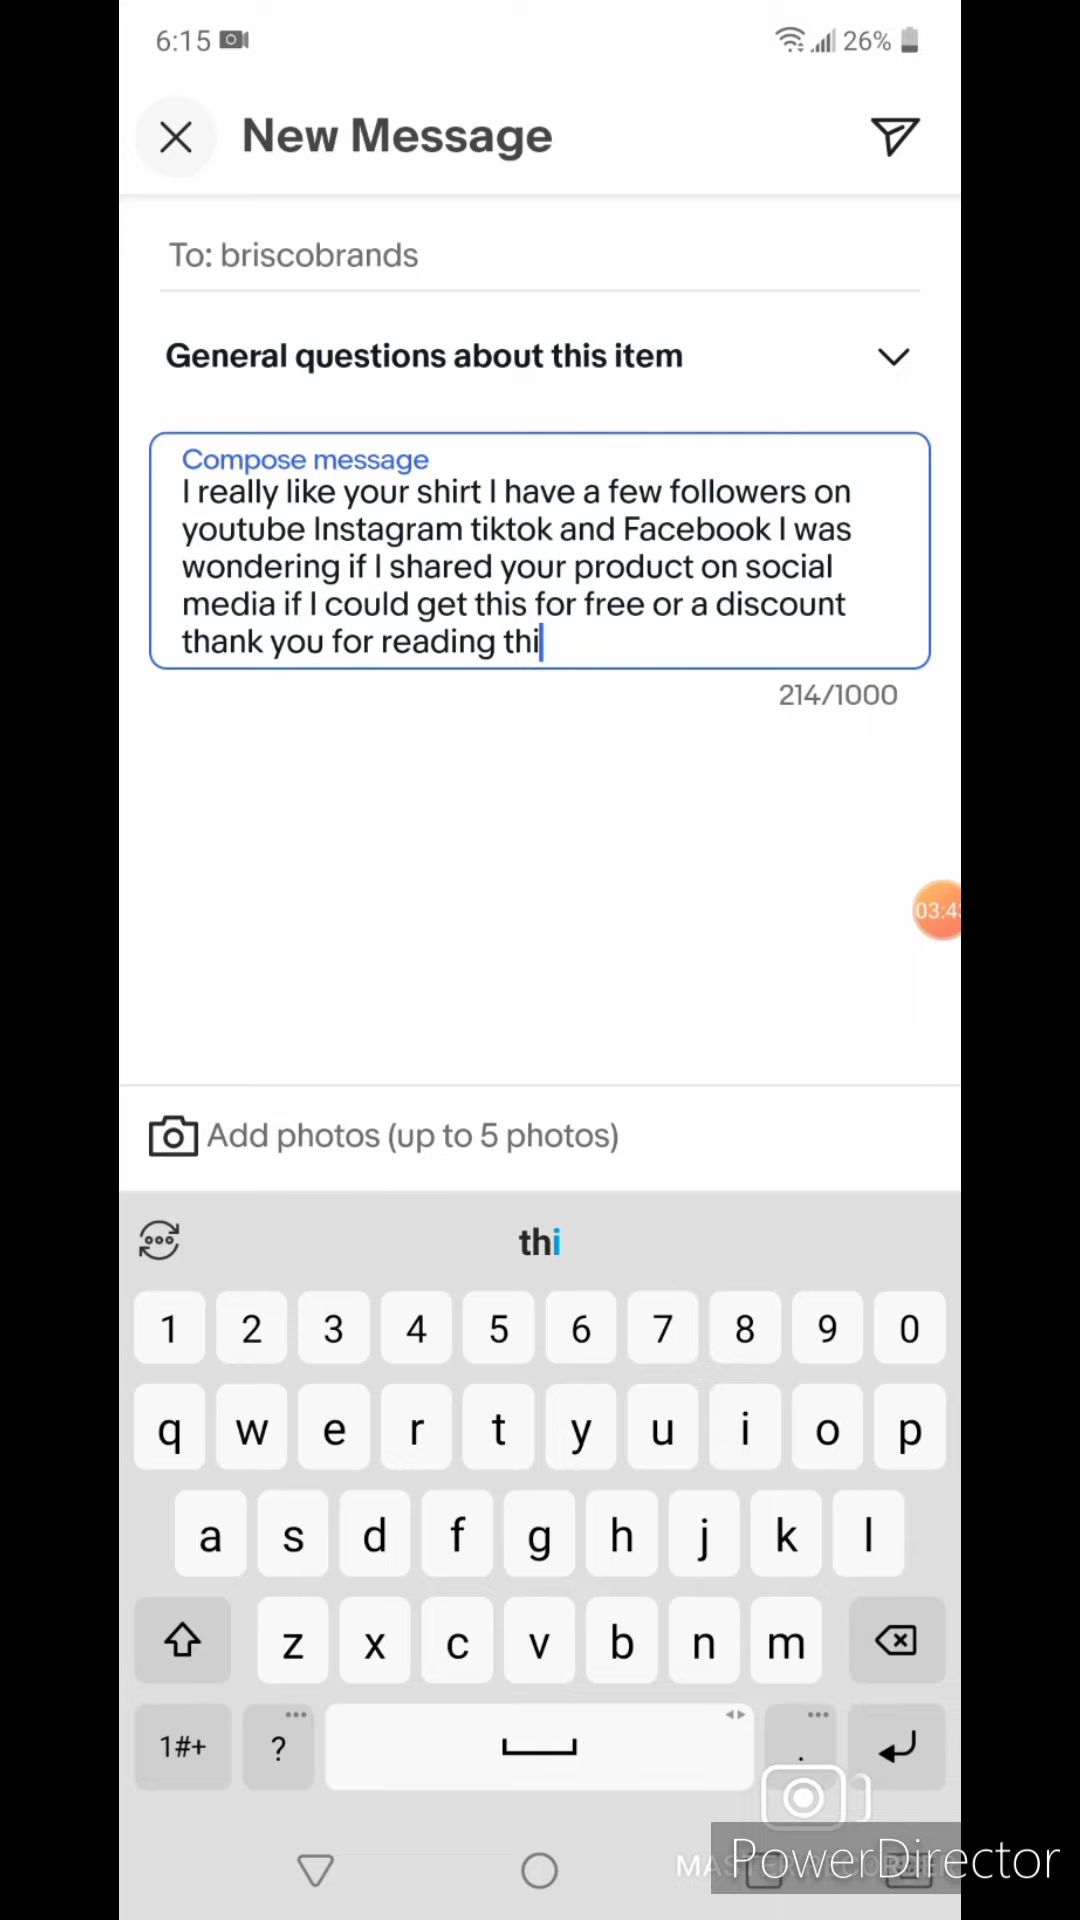 6:15 26%
New Message
To: briscobrands
General questions about this item
Compose message
I really like your shirt I have a few followers on
youtube Instagram tiktok and Facebook I was
wondering if I shared your product on social
media if I could get this for free or a discount
thank you for reading thi
214/1000
03:4
Add photos (up to 5 photos)
thi
1 2 3 4 5 6 7 8 9 0
q w e r t y u i o p
a s d f g h j k l
z x c v b n m
1#+ ? .
PowerDirector